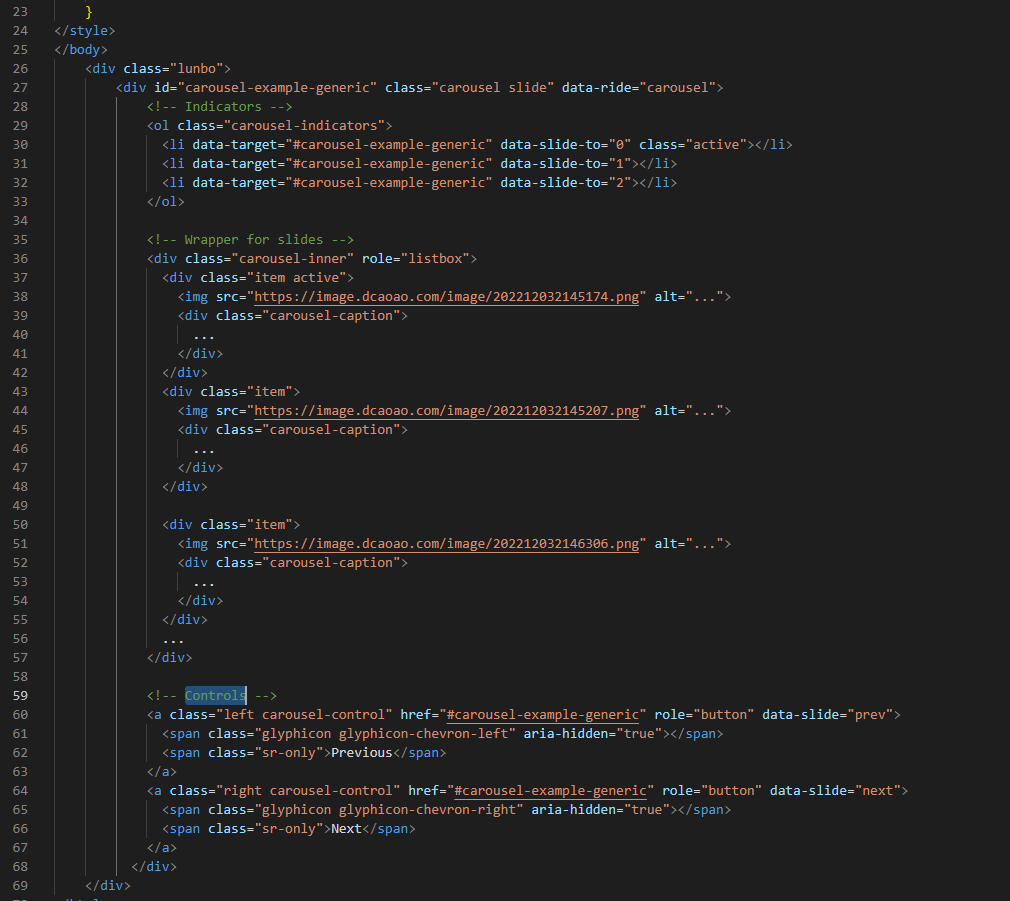 23 }
24 </style>
25 </body>
26 <div class="lunbo">
27 <div id="carousel-example-generic" class="carousel slide" data-ride="carousel">
28 <!-- Indicators -->
29 <ol class="carousel-indicators">
30 <li data-target="#carousel-example-generic" data-slide-to="0" class="active"></li>
31 <li data-target="#carousel-example-generic" data-slide-to="1"></li>
32 <li data-target="#carousel-example-generic" data-slide-to="2"></li>
33 </ol>
34
35 <!-- Wrapper for slides -->
36 <div class="carousel-inner" role="listbox">
37 <div class="item active">
38 <img src="https://image.dcaoao.com/image/202212032145174.png" alt="...">
39 <div class="carousel-caption">
40 ...
41 </div>
42 </div>
43 <div class="item">
44 <img src="https://image.dcaoao.com/image/202212032145207.png" alt="...">
45 <div class="carousel-caption">
46 ...
47 </div>
48 </div>
49
50 <div class="item">
51 <img src="https://image.dcaoao.com/image/202212032146306.png" alt="...">
52 <div class="carousel-caption">
53 ...
54 </div>
55 </div>
56 ...
57 </div>
58
59 <!-- Controls -->
60 <a class="left carousel-control" href="#carousel-example-generic" role="button" data-slide="prev">
61 <span class="glyphicon glyphicon-chevron-left" aria-hidden="true"></span>
62 <span class="sr-only">Previous</span>
63 </a>
64 <a class="right carousel-control" href="#carousel-example-generic" role="button" data-slide="next">
65 <span class="glyphicon glyphicon-chevron-right" aria-hidden="true"></span>
66 <span class="sr-only">Next</span>
67 </a>
68 </div>
69 </div>